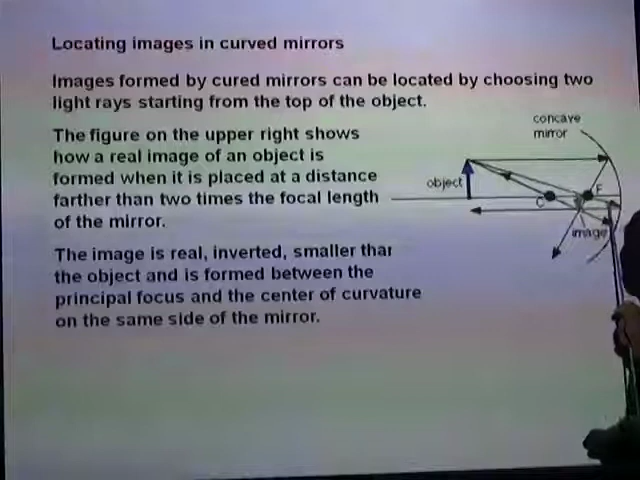 Locating images in curved mirrors
Images formed by cured mirrors can be located by choosing two
light rays starting from the top of the object.
The figure on the upper right shows
how a real image of an object is
formed when it is placed at a distance
farther than two times the focal length
of the mirror.
The image is real, inverted, smaller than
the object and is formed between the
principal focus and the center of curvature
on the same side of the mirror.
concave
mirror
object
C
F
image